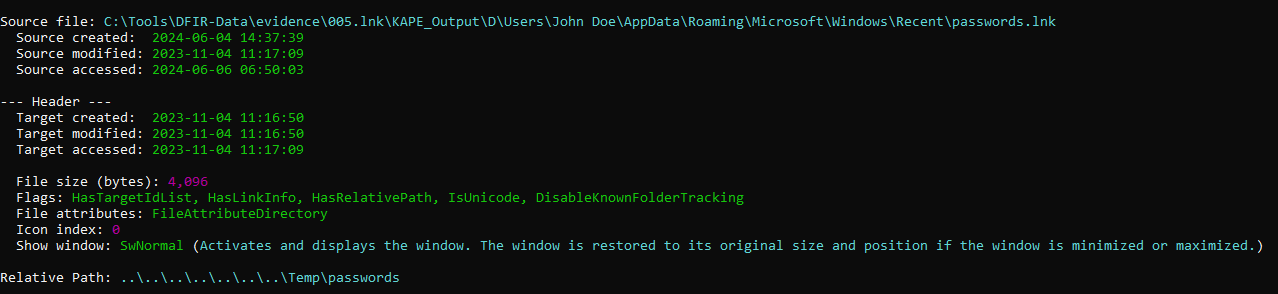 Source file: C:\Tools\DFIR-Data\evidence\005.lnk\KAPE_Output\D\Users\John Doe\AppData\Roaming\Microsoft\Windows\Recent\passwords.lnk
Source created: 2024-06-04 14:37:39
Source modified: 2023-11-04 11:17:09
Source accessed: 2024-06-06 06:50:03
--- Header ---
Target created: 2023-11-04 11:16:50
Target modified: 2023-11-04 11:16:50
Target accessed: 2023-11-04 11:17:09
File size (bytes): 4,096
Flags: HasTargetIdList, HasLinkInfo, HasRelativePath, IsUnicode, DisableKnownFolderTracking
File attributes: FileAttributeDirectory
Icon index: 0
Show window: SwNormal (Activates and displays the window. The window is restored to its original size and position if the window is minimized or maximized.)
Relative Path: ..\..\..\..\..\..\..\Temp\passwords